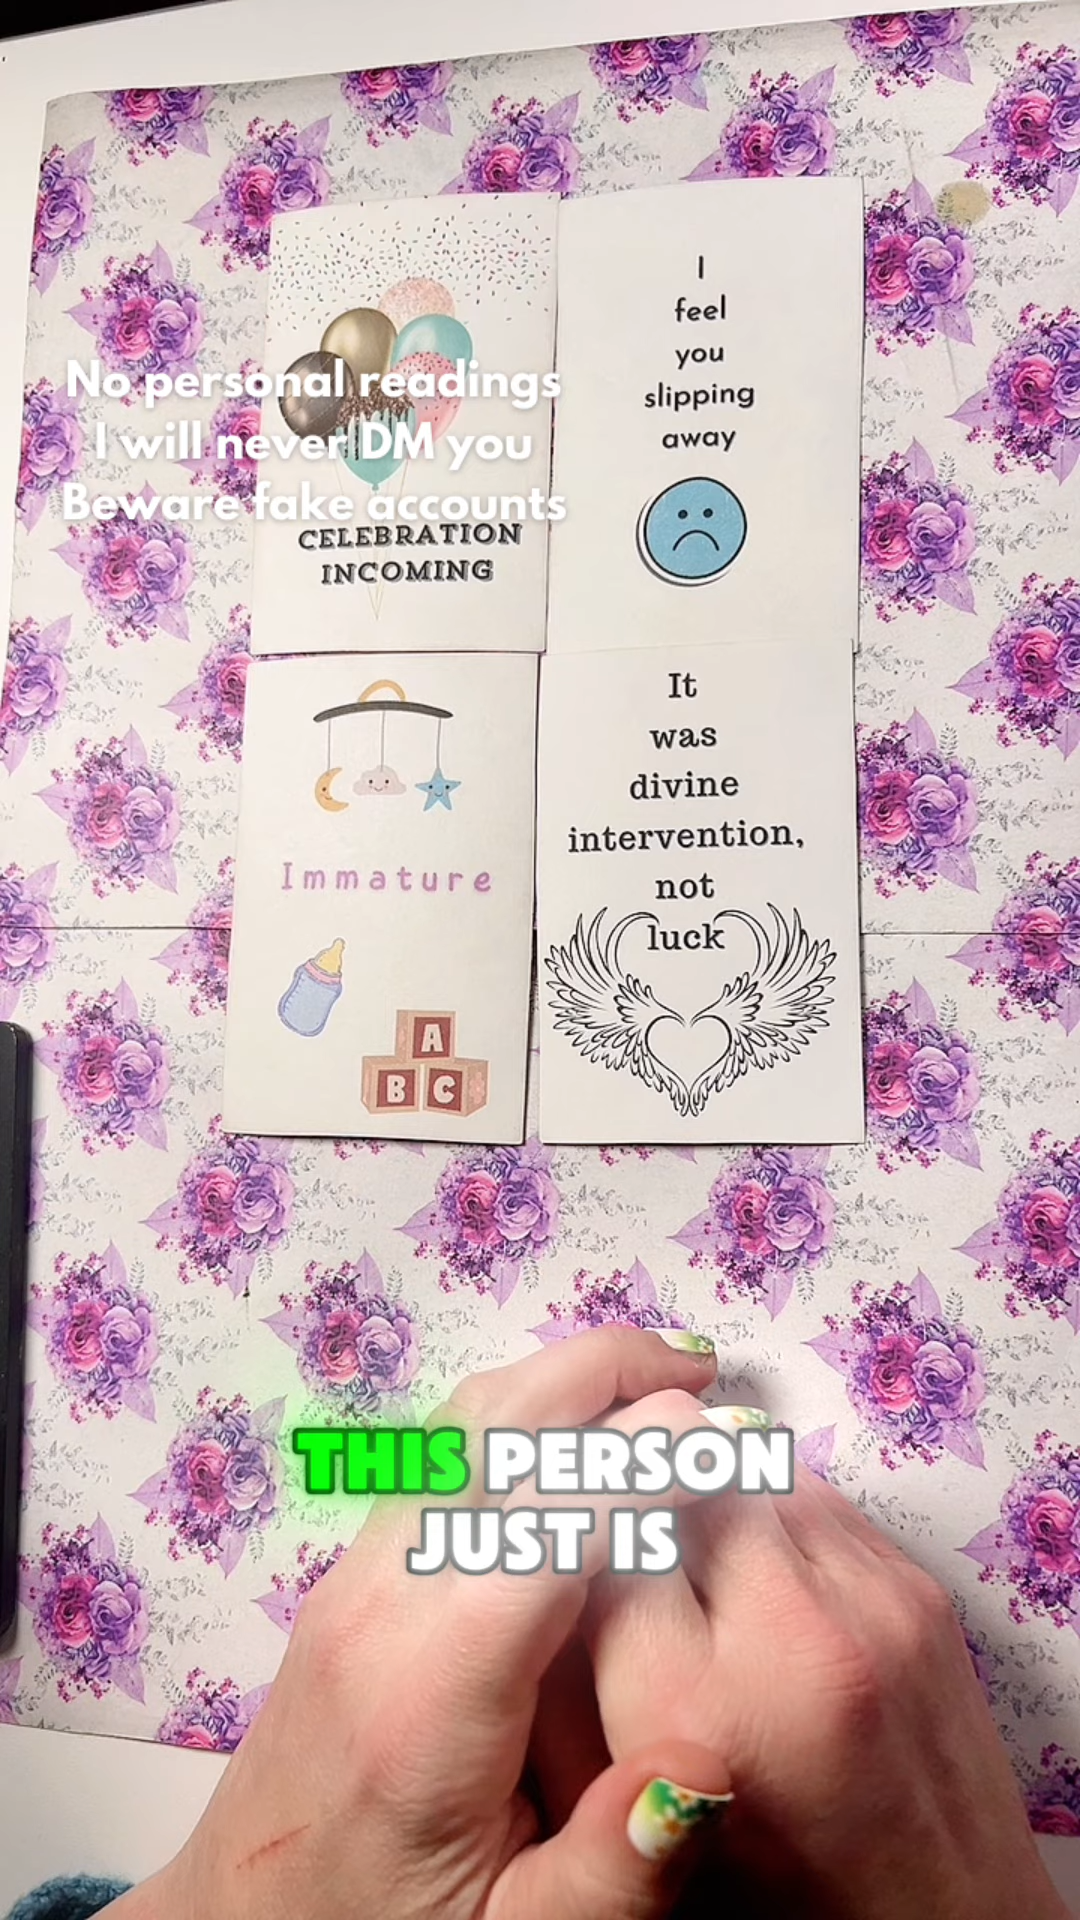 No personal readings
I will never DM you
Beware fake accounts
CELEBRATION
INCOMING
I
feel
you
slipping
away
Immature
A
B C
It
was
divine
intervention,
not
luck
THIS PERSON
JUST IS